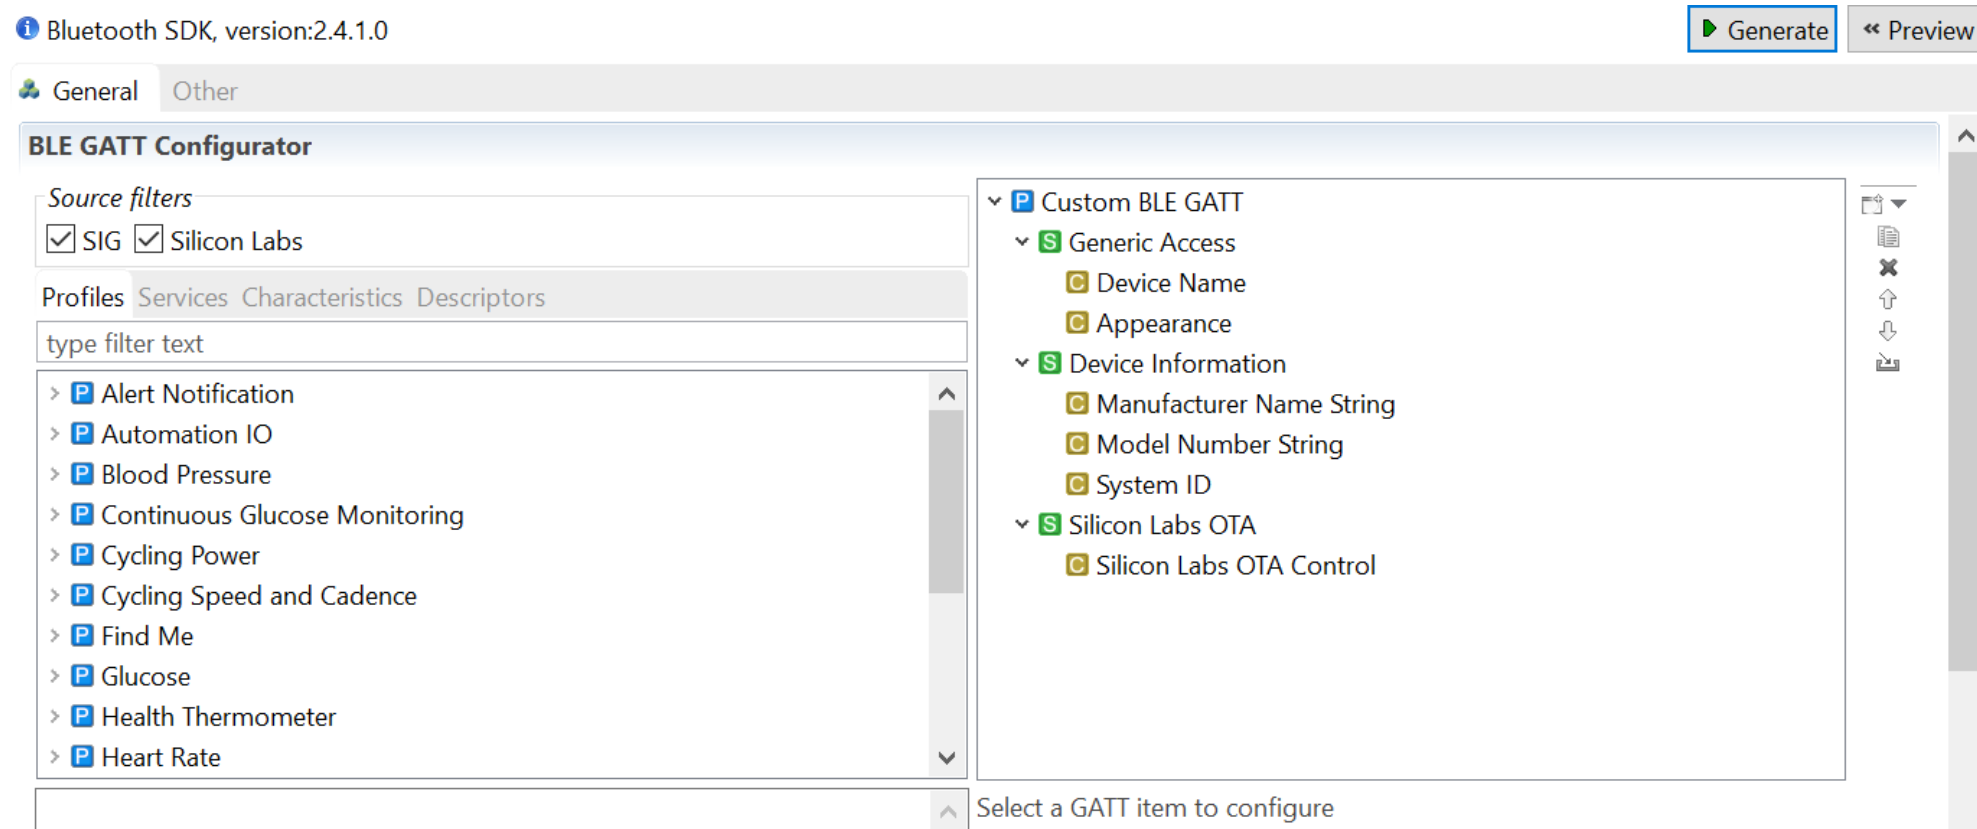 Bluetooth SDK, version:2.4.1.0
Generate
Preview
General Other
BLE GATT Configurator
Source filters
SIG Silicon Labs
Profiles Services Characteristics Descriptors
type filter text
P Alert Notification
P Automation IO
P Blood Pressure
P Continuous Glucose Monitoring
P Cycling Power
P Cycling Speed and Cadence
P Find Me
P Glucose
P Health Thermometer
P Heart Rate
P Custom BLE GATT
S Generic Access
C Device Name
C Appearance
S Device Information
C Manufacturer Name String
C Model Number String
C System ID
S Silicon Labs OTA
C Silicon Labs OTA Control
Select a GATT item to configure